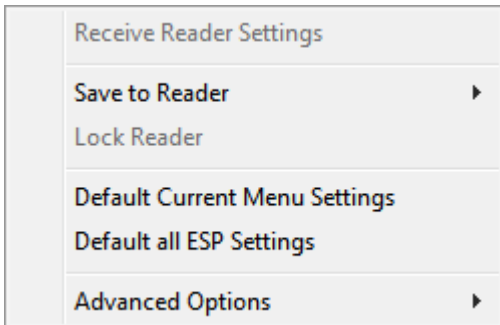 Receive Reader Settings
Save to Reader
Lock Reader
Default Current Menu Settings
Default all ESP Settings
Advanced Options